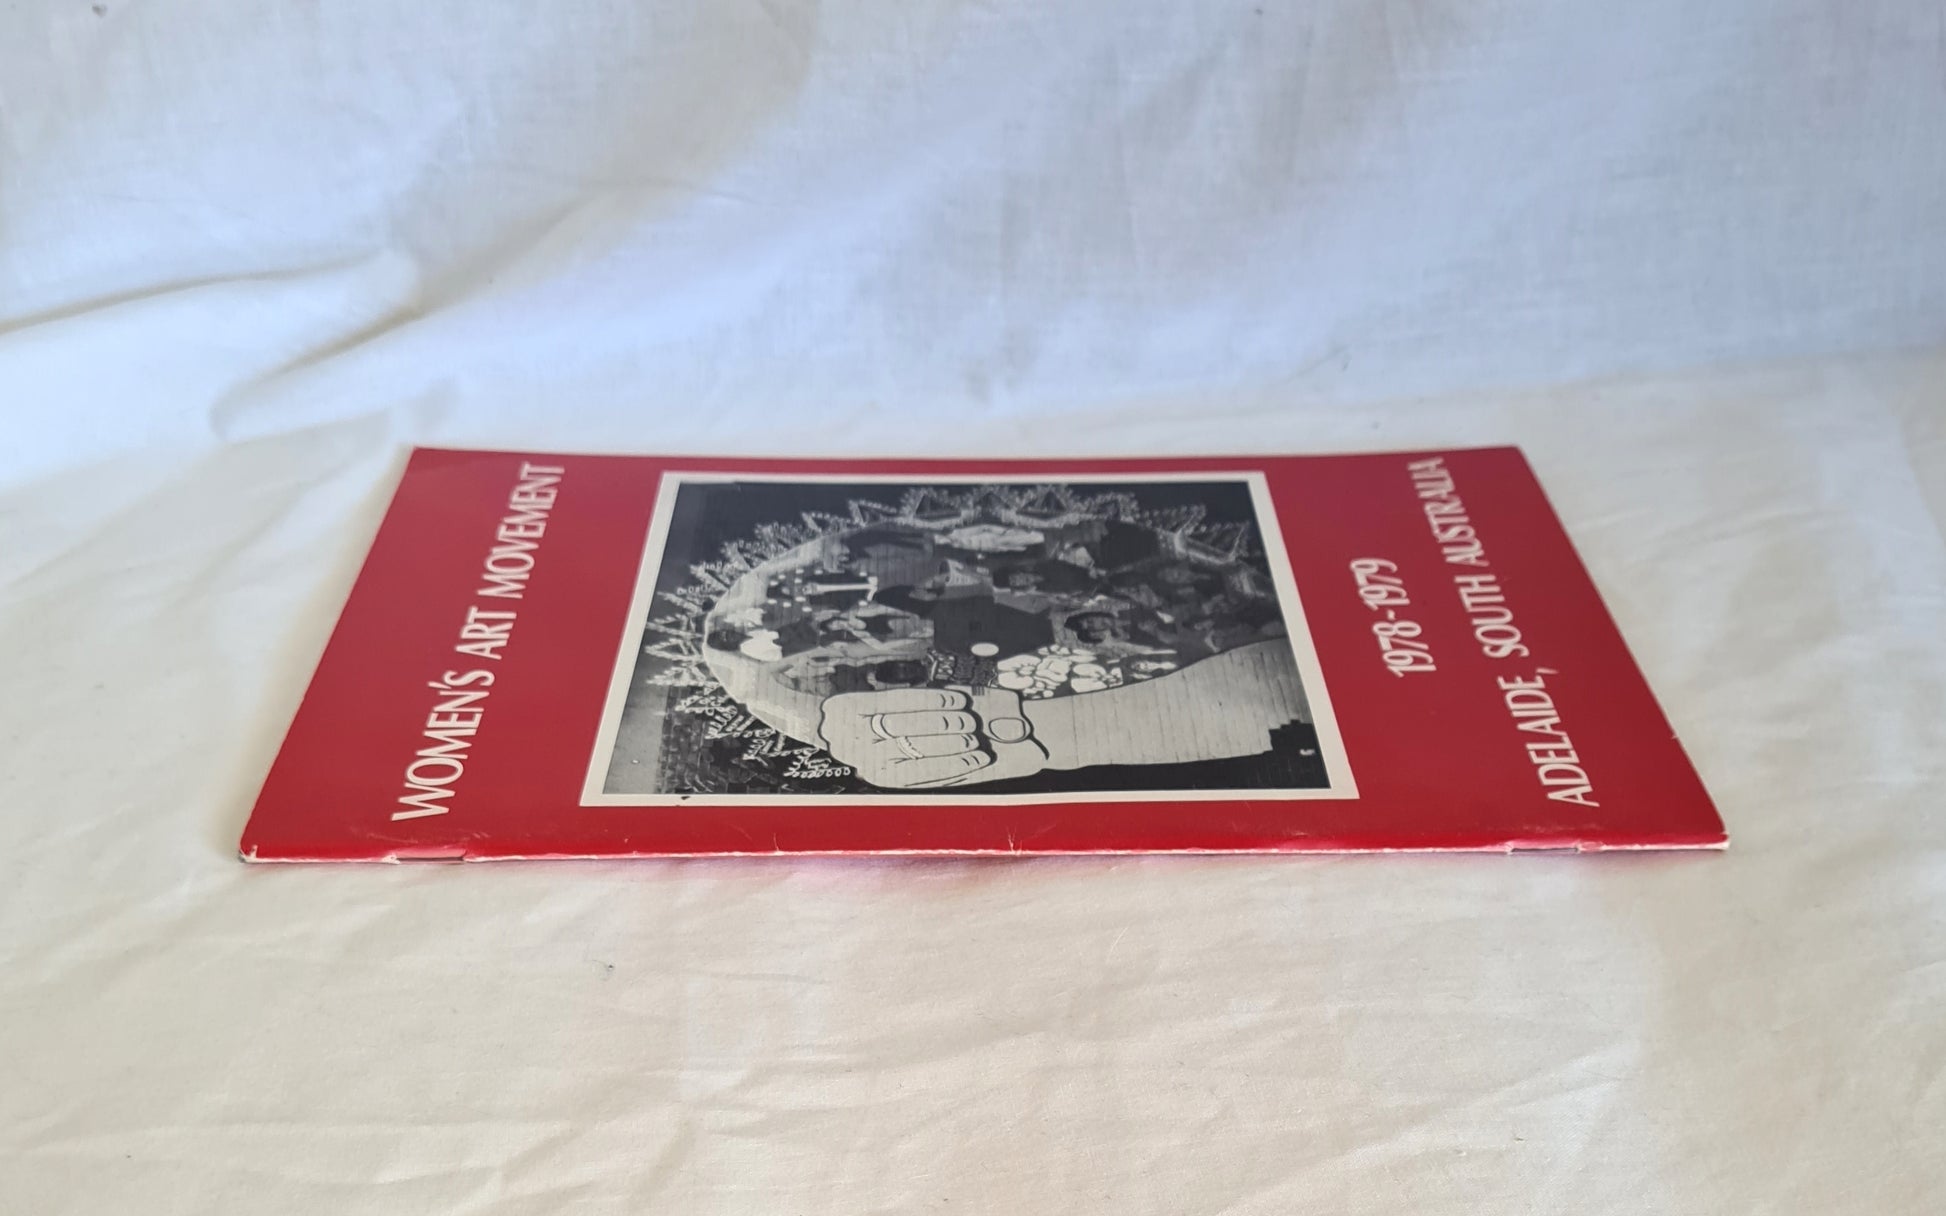 WOMEN'S ART MOVEMENT
1978-1979
ADELAIDE, SOUTH AUSTRALIA